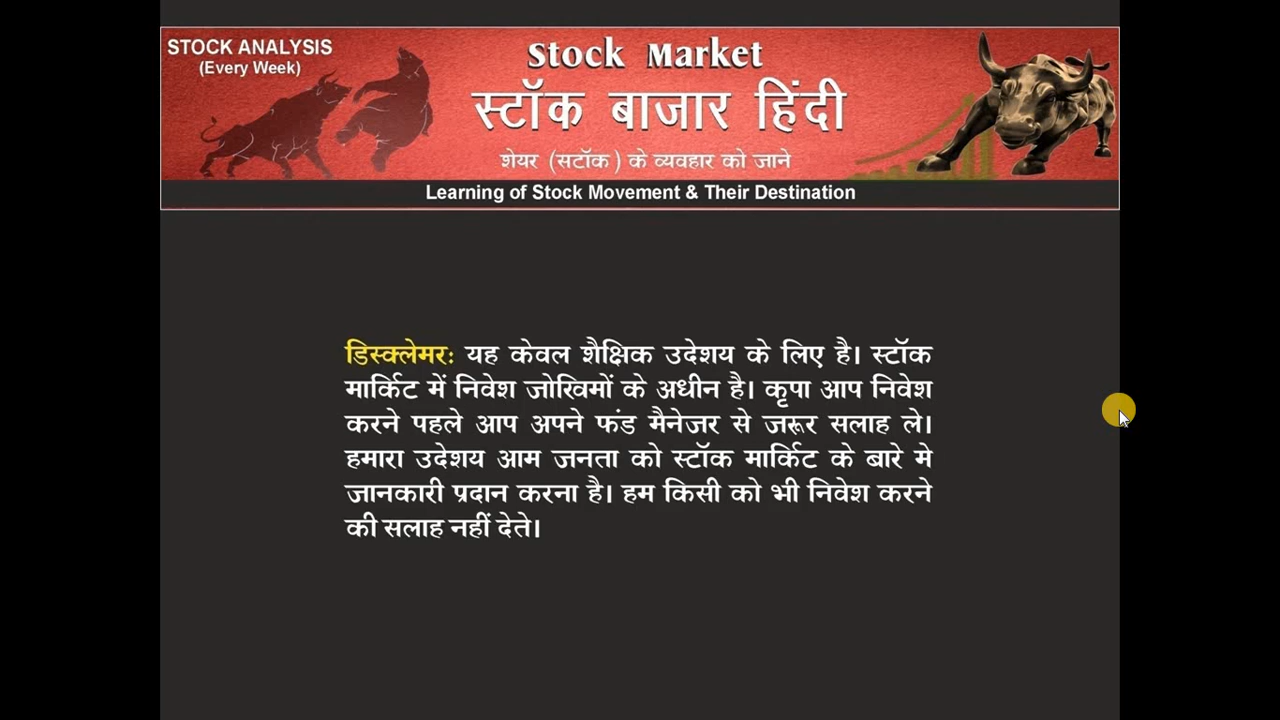 STOCK ANALYSIS
(Every Week)
Stock Market
स्टॉक बाजार हिंदी
शेयर (सटॉक) के व्यवहार को जाने
Learning of Stock Movement & Their Destination
डिस्क्लेमरः यह केवल शैक्षिक उदेशय के लिए है। स्टॉक
मार्किट में निवेश जोखिमों के अधीन है। कृपा आप निवेश
करने पहले आप अपने फंड मैनेजर से जरूर सलाह ले।
हमारा उदेशय आम जनता को स्टॉक मार्किट के बारे मे
जानकारी प्रदान करना है। हम किसी को भी निवेश करने
की सलाह नहीं देते।